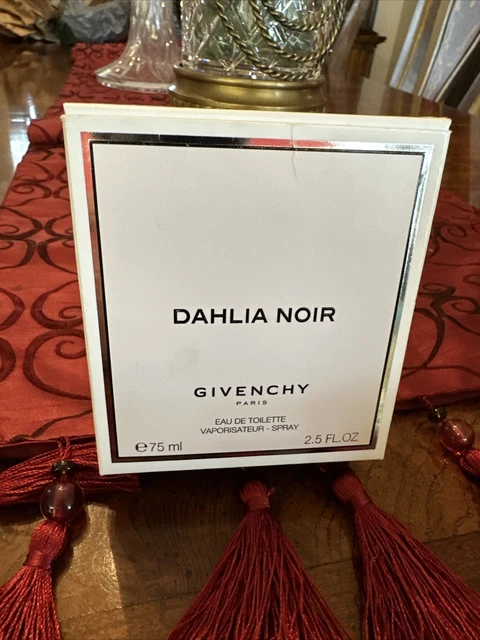 DAHLIA NOIR
GIVENCHY
PARIS
EAU DE TOILETTE
VAPORISATEUR - SPRAY
℮75 ml 2.5 FL.OZ